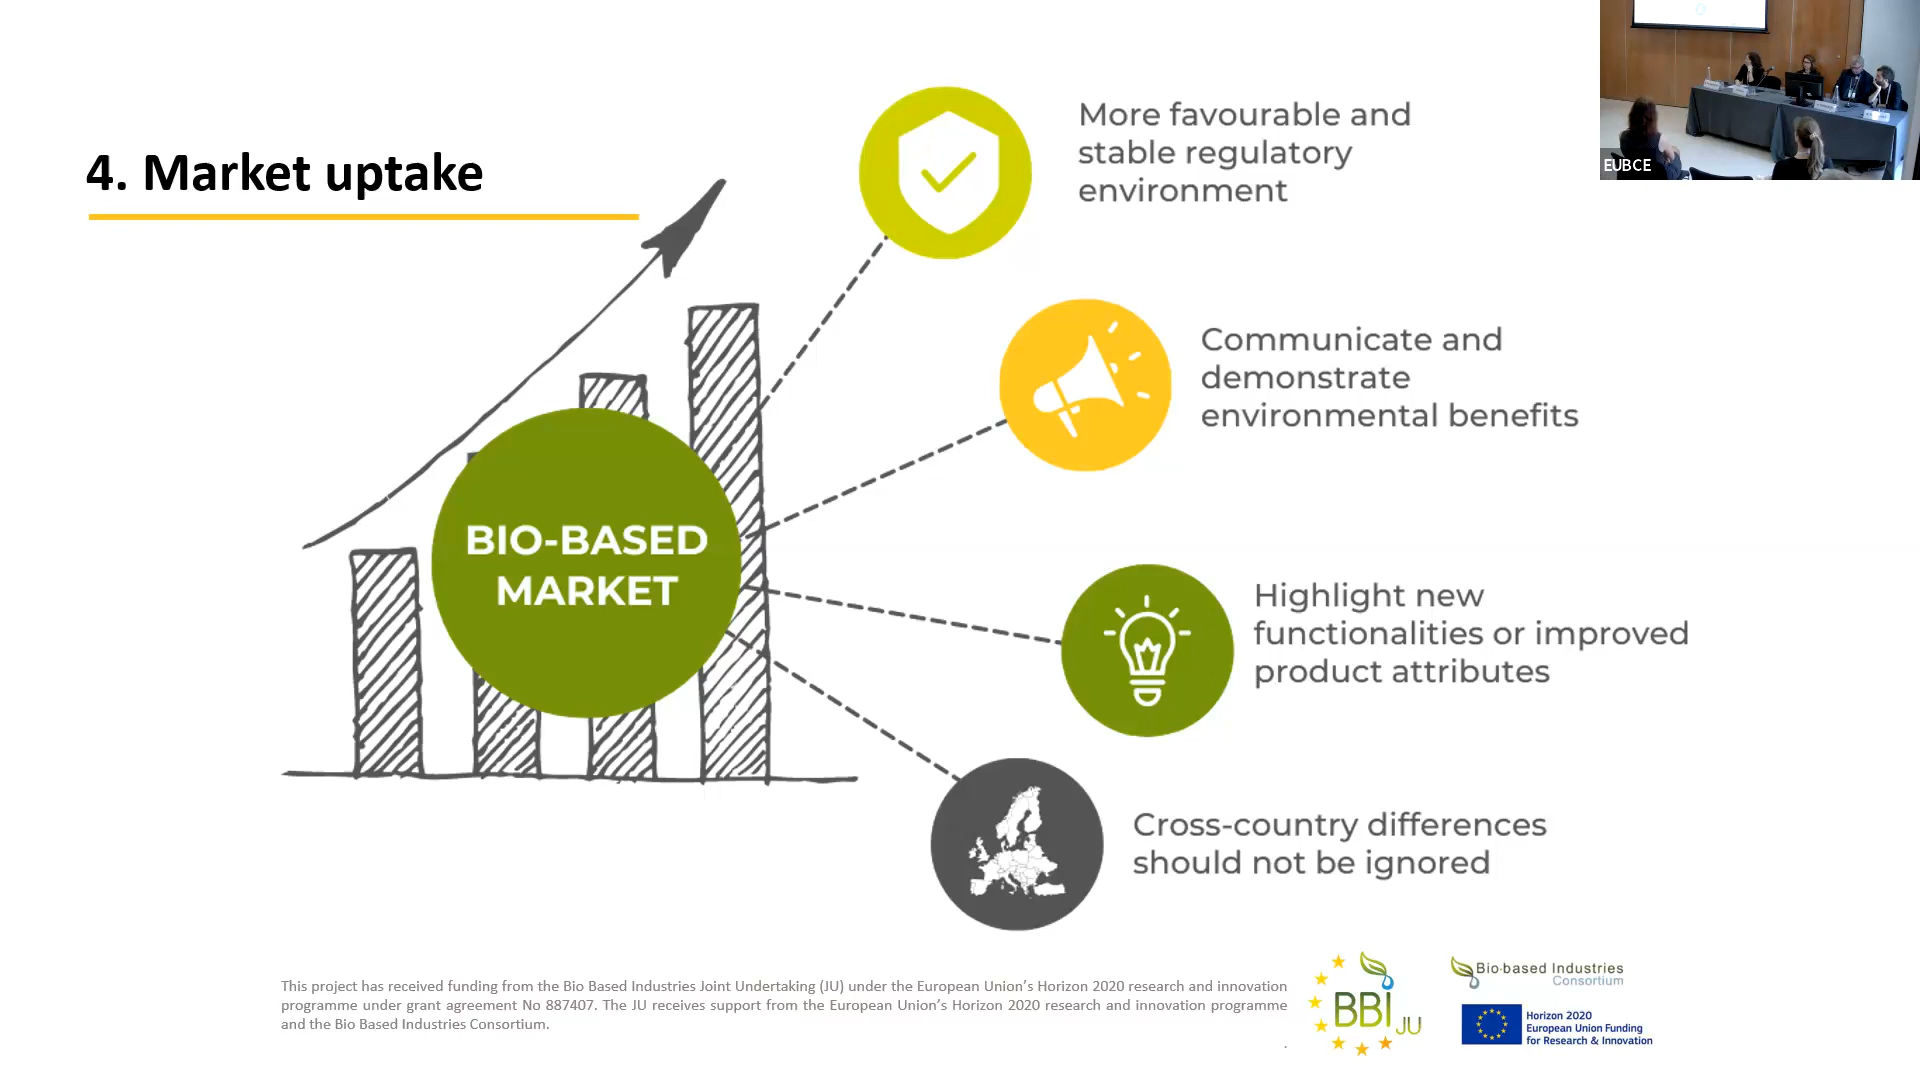 4. Market uptake
More favourable and
stable regulatory
environment
EUBCE
Communicate and
demonstrate
environmental benefits
BIO-BASED
MARKET
Highlight new
functionalities or improved
product attributes
Cross-country differences
should not be ignored
This project has received funding from the Bio Based Industries Joint Undertaking (JU) under the European Union's Horizon 2020 research and innovation
programme under grant agreement No 887407. The JU receives support from the European Union's Horizon 2020 research and innovation programme
and the Bio Based Industries Consortium.
.
BBI JU
Bio-based Industries
Consortium
Horizon 2020
European Union Funding
for Research & Innovation